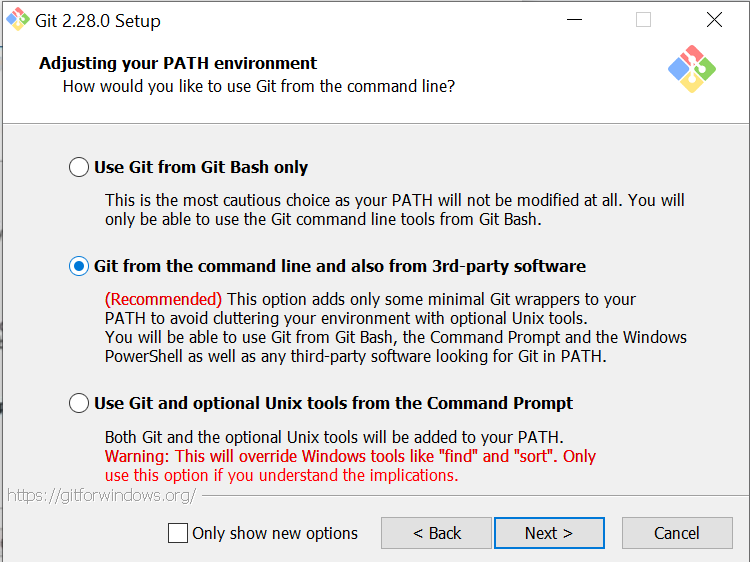 Git 2.28.0 Setup
Adjusting your PATH environment
How would you like to use Git from the command line?
Use Git from Git Bash only
This is the most cautious choice as your PATH will not be modified at all. You will
only be able to use the Git command line tools from Git Bash.
Git from the command line and also from 3rd-party software
(Recommended) This option adds only some minimal Git wrappers to your
PATH to avoid cluttering your environment with optional Unix tools.
You will be able to use Git from Git Bash, the Command Prompt and the Windows
PowerShell as well as any third-party software looking for Git in PATH.
Use Git and optional Unix tools from the Command Prompt
Both Git and the optional Unix tools will be added to your PATH.
Warning: This will override Windows tools like "find" and "sort". Only
use this option if you understand the implications.
https://gitforwindows.org/
Only show new options
< Back
Next >
Cancel